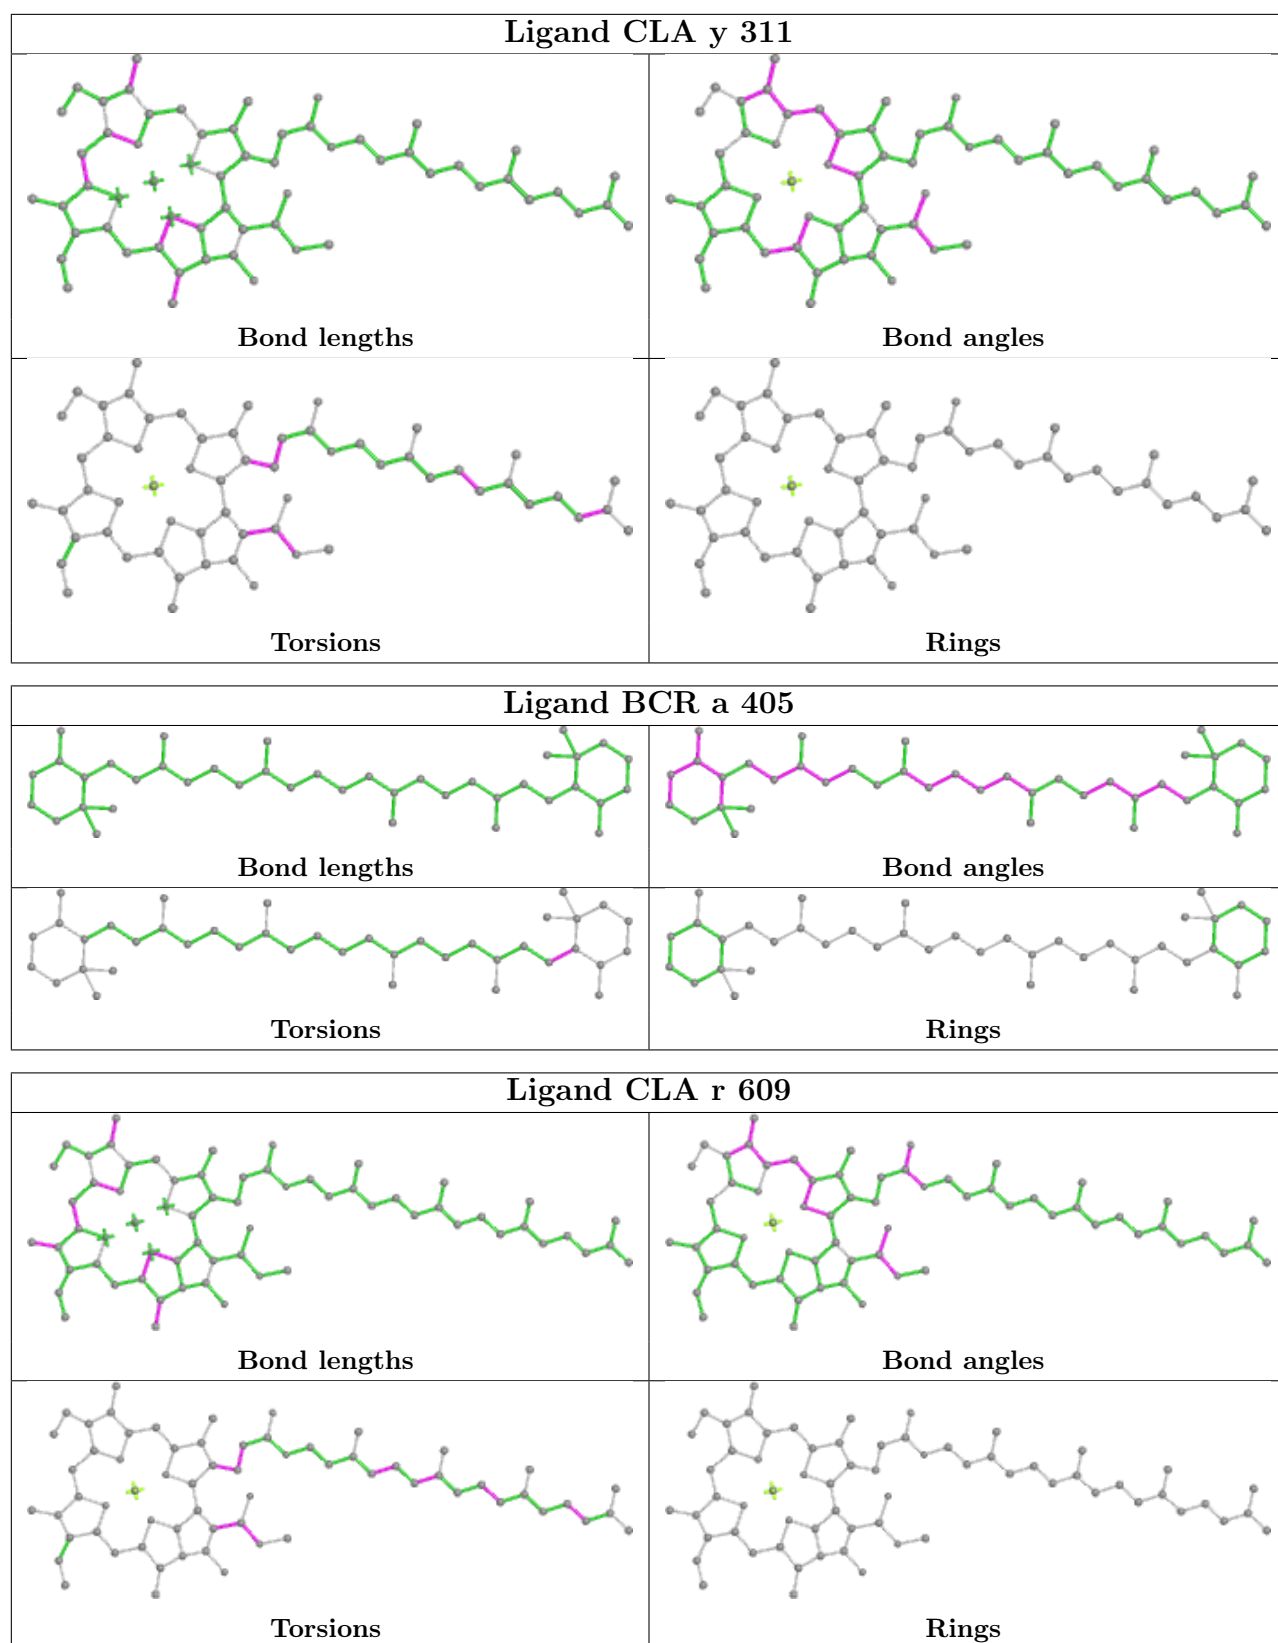 Ligand CLA y 311
Bond lengths
Bond angles
Torsions
Rings
Ligand BCR a 405
Bond lengths
Bond angles
Torsions
Rings
Ligand CLA r 609
Bond lengths
Bond angles
Torsions
Rings